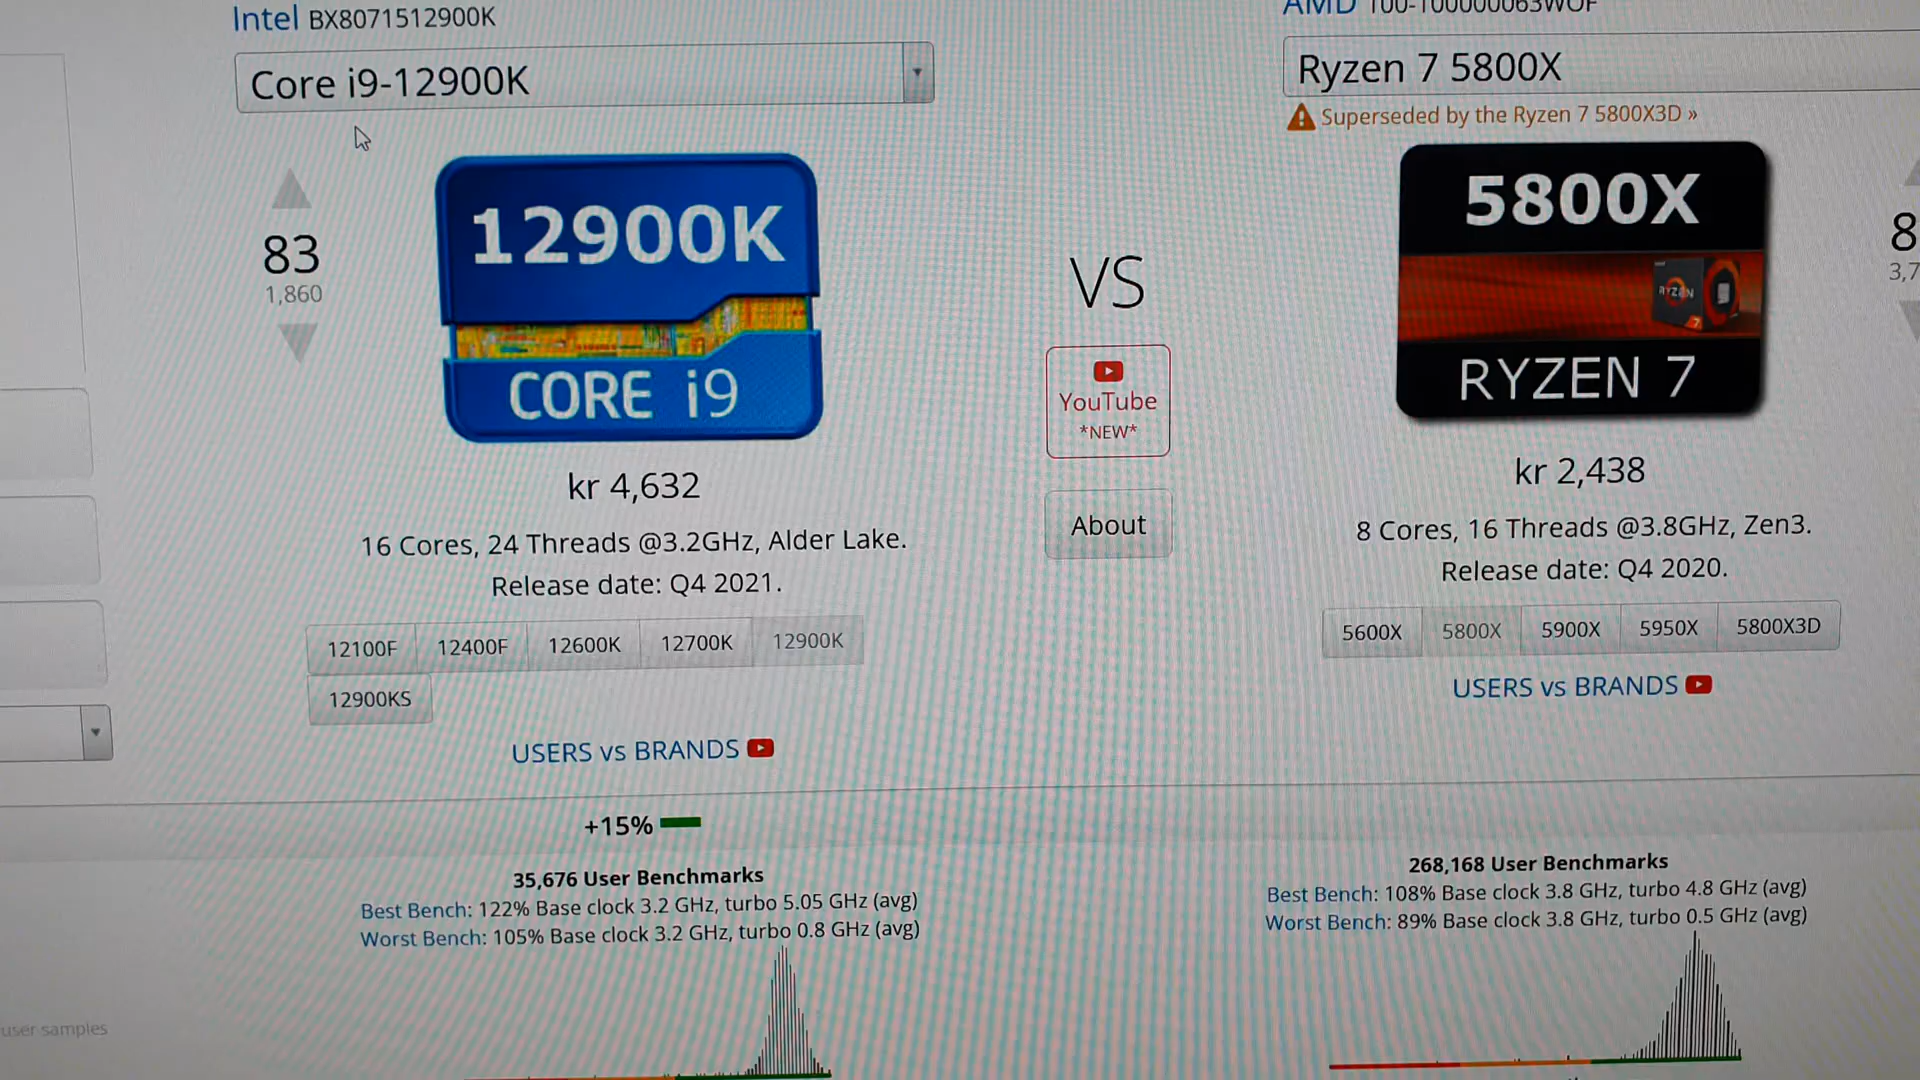 Intel BX8071512900K
Core i9-12900K
83
1,860
12900K
CORE i9
kr 4,632
16 Cores, 24 Threads @3.2GHz, Alder Lake.
Release date: Q4 2021.
12100F 12400F 12600K 12700K 12900K
12900KS
USERS vs BRANDS
+15%
35,676 User Benchmarks
Best Bench: 122% Base clock 3.2 GHz, turbo 5.05 GHz (avg)
Worst Bench: 105% Base clock 3.2 GHz, turbo 0.8 GHz (avg)
user samples
VS
YouTube
*NEW*
About
AMD 100-100000063WOF
Ryzen 7 5800X
Superseded by the Ryzen 7 5800X3D »
5800X
RYZEN
7
RYZEN 7
kr 2,438
8 Cores, 16 Threads @3.8GHz, Zen3.
Release date: Q4 2020.
5600X 5800X 5900X 5950X 5800X3D
USERS vs BRANDS
268,168 User Benchmarks
Best Bench: 108% Base clock 3.8 GHz, turbo 4.8 GHz (avg)
Worst Bench: 89% Base clock 3.8 GHz, turbo 0.5 GHz (avg)